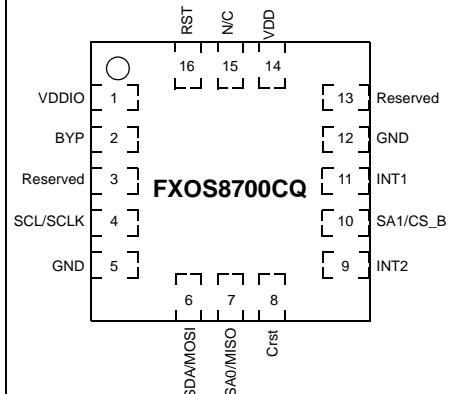 RST
N/C
VDD
16
15
14
VDDIO 1
13 Reserved
BYP 2
12 GND
Reserved 3
FXOS8700CQ
11 INT1
SCL/SCLK 4
10 SA1/CS_B
GND 5
9 INT2
6
7
8
SDA/MOSI
SA0/MISO
Crst